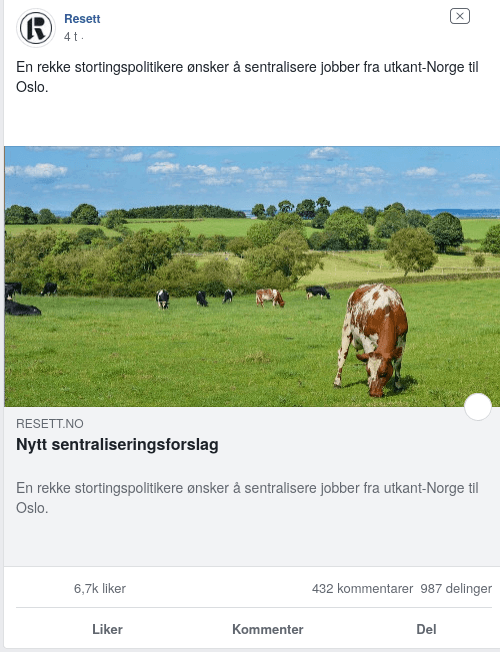 Resett
4 t ·
En rekke stortingspolitikere ønsker å sentralisere jobber fra utkant-Norge til
Oslo.
RESETT.NO
Nytt sentraliseringsforslag
En rekke stortingspolitikere ønsker å sentralisere jobber fra utkant-Norge til
Oslo.
6,7k liker 432 kommentarer 987 delinger
Liker Kommenter Del